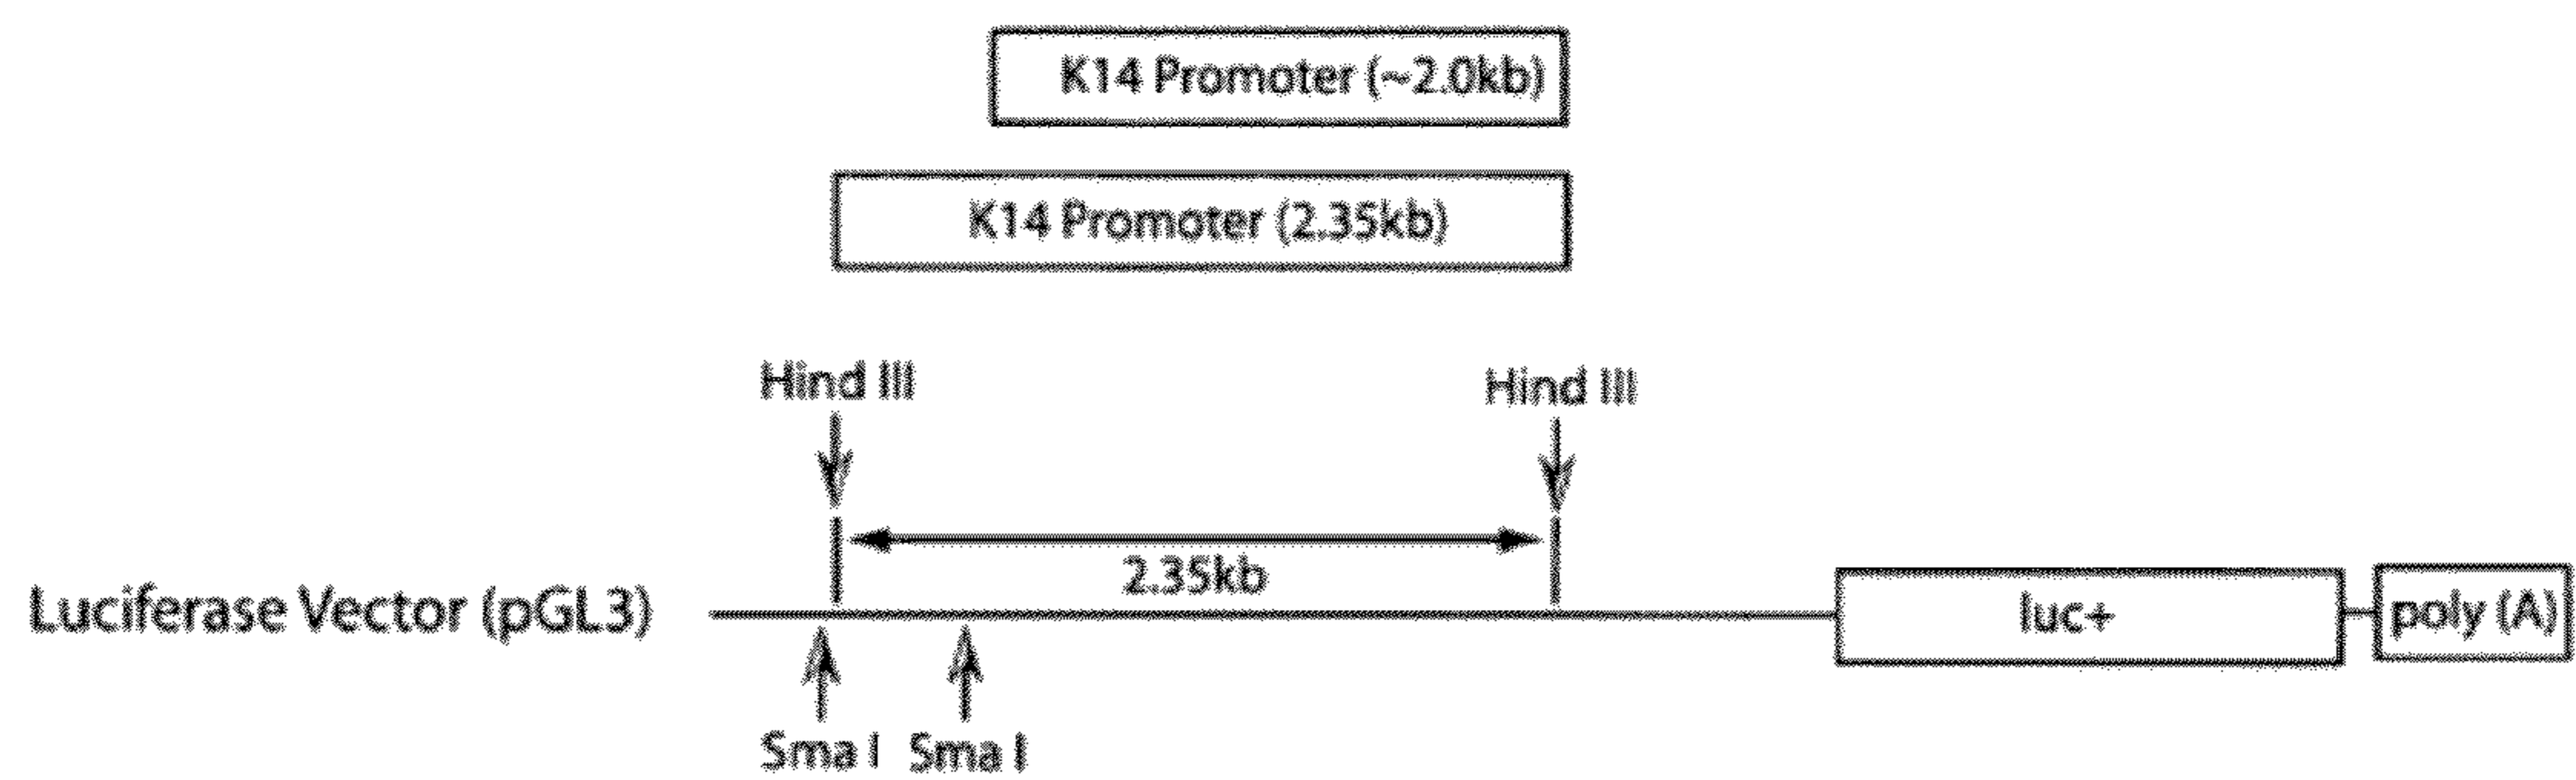 K14 Promoter (~2.0kb)
K14 Promoter (2.35kb)
Hind III
Hind III
2.35kb
Luciferase Vector (pGL3)
luc+
poly (A)
Sma I
Sma I